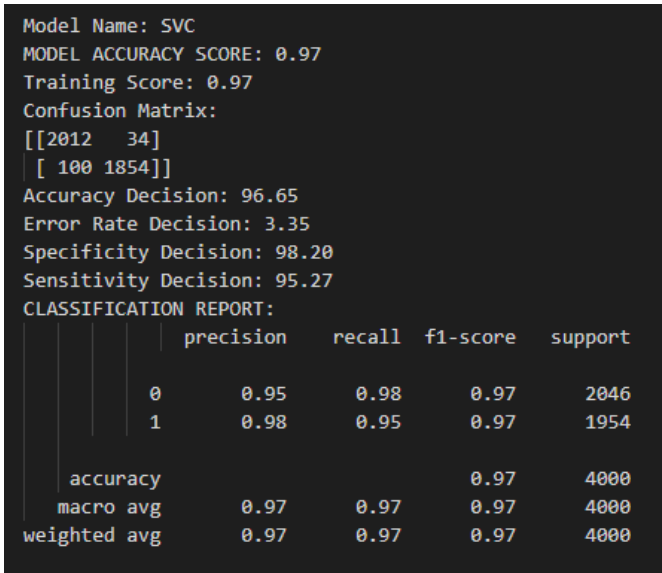 Model Name: SVC
MODEL ACCURACY SCORE: 0.97
Training Score: 0.97
Confusion Matrix:
[[2012   34]
 [ 100 1854]]
Accuracy Decision: 96.65
Error Rate Decision: 3.35
Specificity Decision: 98.20
Sensitivity Decision: 95.27
CLASSIFICATION REPORT:
              precision    recall  f1-score   support
           0       0.95      0.98      0.97      2046
           1       0.98      0.95      0.97      1954
    accuracy                           0.97      4000
   macro avg       0.97      0.97      0.97      4000
weighted avg       0.97      0.97      0.97      4000